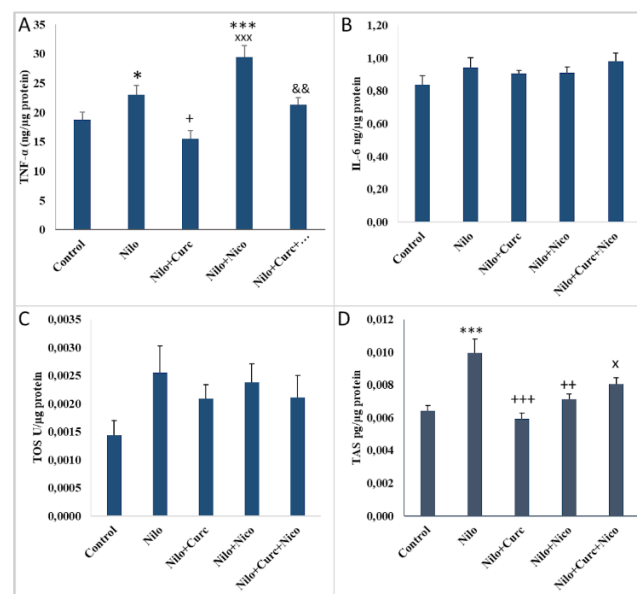 A
TNF-α (ng/μg protein)
35
30
25
20
15
10
5
0
*
+
***
xxx
&&
Control
Nilo
Nilo+Curc
Nilo+Nico
Nilo+Curc+...
B
IL-6 ng/μg protein)
1,20
1,00
0,80
0,60
0,40
0,20
0,00
Control
Nilo
Nilo+Curc
Nilo+Nico
Nilo+Curc+Nico
C
TOS U/μg protein
0,0035
0,0030
0,0025
0,0020
0,0015
0,0010
0,0005
0,0000
Control
Nilo
Nilo+Curc
Nilo+Nico
Nilo+Curc+Nico
D
TAS pg/μg protein
0,012
0,010
0,008
0,006
0,004
0,002
0,000
***
+++
++
x
Control
Nilo
Nilo+Curc
Nilo+Nico
Nilo+Curc+Nico